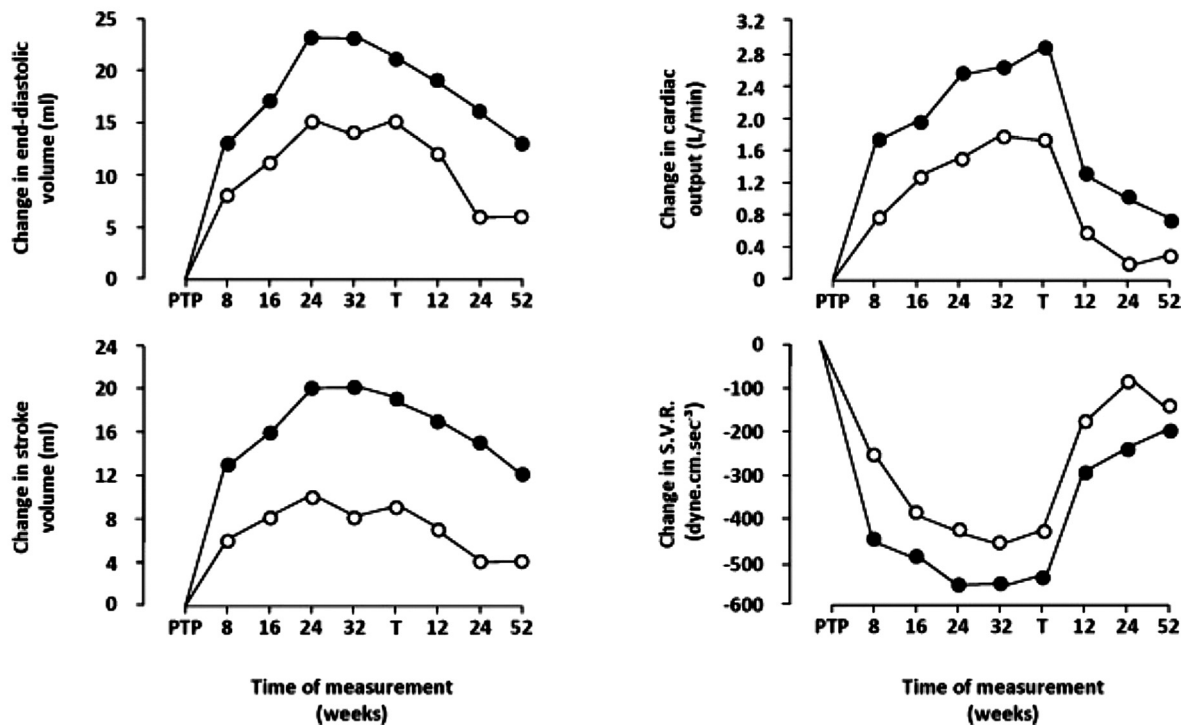 Change in end-diastolic
volume (ml)
25
20
15
10
5
0
PTP 8 16 24 32 T 12 24 52
Change in cardiac
output (L/min)
3.2
2.8
2.4
2.0
1.6
1.2
0.8
0.4
0
PTP 8 16 24 32 T 12 24 52
Change in stroke
volume (ml)
24
20
16
12
8
4
0
PTP 8 16 24 32 T 12 24 52
Time of measurement
(weeks)
Change in S.V.R.
(dyne.cm.sec⁻³)
0
-100
-200
-300
-400
-500
-600
PTP 8 16 24 32 T 12 24 52
Time of measurement
(weeks)